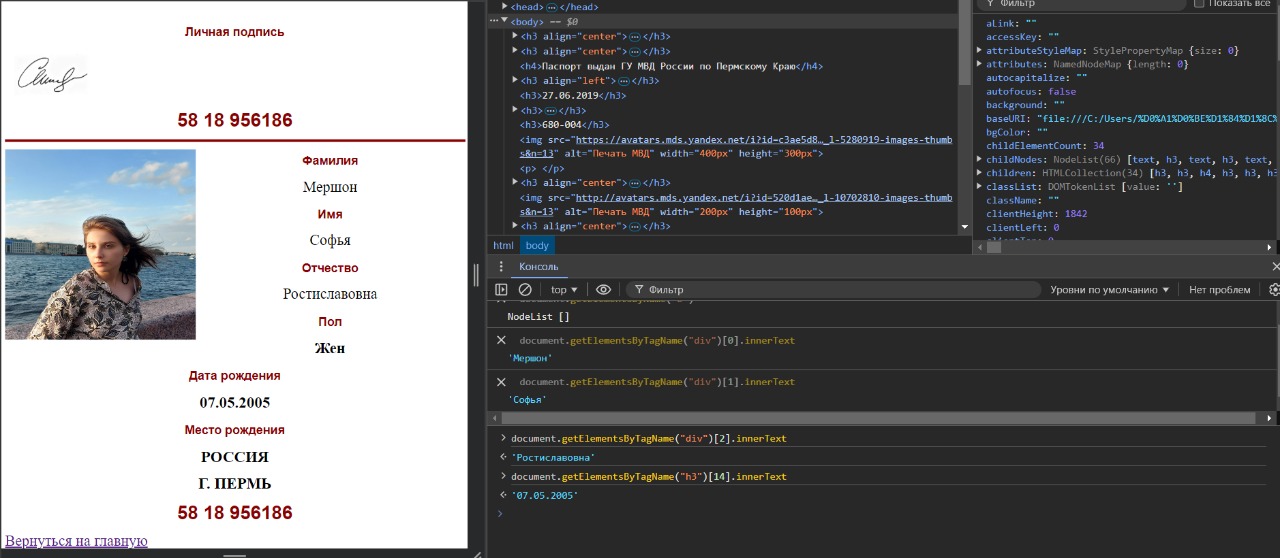 Личная подпись
58 18 956186
Фамилия
Мершон
Имя
Софья
Отчество
Ростиславовна
Пол
Жен
Дата рождения
07.05.2005
Место рождения
РОССИЯ
Г. ПЕРМЬ
58 18 956186
Вернуться на главную
<head> … </head>
<body> == $0
<h3 align="center"> … </h3>
<h3 align="center"> … </h3>
<h4>Паспорт выдан ГУ МВД России по Пермскому Краю</h4>
<h3 align="left"> … </h3>
<h3>27.06.2019</h3>
<h3> … </h3>
<h3>680-004</h3>
<img src="https://avatars.mds.yandex.net/i?id=c3ae5d8…_l-5280919-images-thumb
s&n=13" alt="Печать МВД" width="400px" height="300px">
<p> </p>
<h3 align="center"> … </h3>
<img src="http://avatars.mds.yandex.net/i?id=520d1ae…_l-10702810-images-thumb
s&n=13" alt="Печать МВД" width="200px" height="100px">
<h3 align="center"> … </h3>
html body
Консоль
top Фильтр Уровни по умолчанию Нет проблем
NodeList []
document.getElementsByTagName("div")[0].innerText
'Мершон'
document.getElementsByTagName("div")[1].innerText
'Софья'
document.getElementsByTagName("div")[2].innerText
'Ростиславовна'
document.getElementsByTagName("h3")[14].innerText
'07.05.2005'
Фильтр Показать все
aLink: ""
accessKey: ""
attributeStyleMap: StylePropertyMap {size: 0}
attributes: NamedNodeMap {length: 0}
autocapitalize: ""
autofocus: false
background: ""
baseURI: "file:///C:/Users/%D0%A1%D0%BE%D1%84%D1%8C%
bgColor: ""
childElementCount: 34
childNodes: NodeList(66) [text, h3, text, h3, text,
children: HTMLCollection(34) [h3, h3, h4, h3, h3, h3
classList: DOMTokenList [value: '']
className: ""
clientHeight: 1842
clientLeft: 0